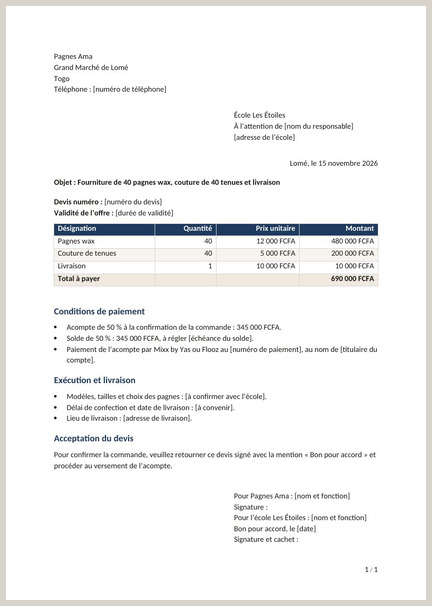 Pagnes Ama
Grand Marché de Lomé
Togo
Téléphone : [numéro de téléphone]
École Les Étoiles
À l'attention de [nom du responsable]
[adresse de l'école]
Lomé, le 15 novembre 2026
Objet : Fourniture de 40 pagnes wax, couture de 40 tenues et livraison
Devis numéro : [numéro du devis]
Validité de l'offre : [durée de validité]
Désignation Quantité Prix unitaire Montant
Pagnes wax 40 12 000 FCFA 480 000 FCFA
Couture de tenues 40 5 000 FCFA 200 000 FCFA
Livraison 1 10 000 FCFA 10 000 FCFA
Total à payer 690 000 FCFA
Conditions de paiement
• Acompte de 50 % à la confirmation de la commande : 345 000 FCFA.
• Solde de 50 % : 345 000 FCFA, à régler [échéance du solde].
• Paiement de l'acompte par Mixx by Yas ou Flooz au [numéro de paiement], au nom de [titulaire du
compte].
Exécution et livraison
• Modèles, tailles et choix des pagnes : [à confirmer avec l'école].
• Délai de confection et date de livraison : [à convenir].
• Lieu de livraison : [adresse de livraison].
Acceptation du devis
Pour confirmer la commande, veuillez retourner ce devis signé avec la mention « Bon pour accord » et
procéder au versement de l'acompte.
Pour Pagnes Ama : [nom et fonction]
Signature :
Pour l'école Les Étoiles : [nom et fonction]
Bon pour accord, le [date]
Signature et cachet :
1 / 1